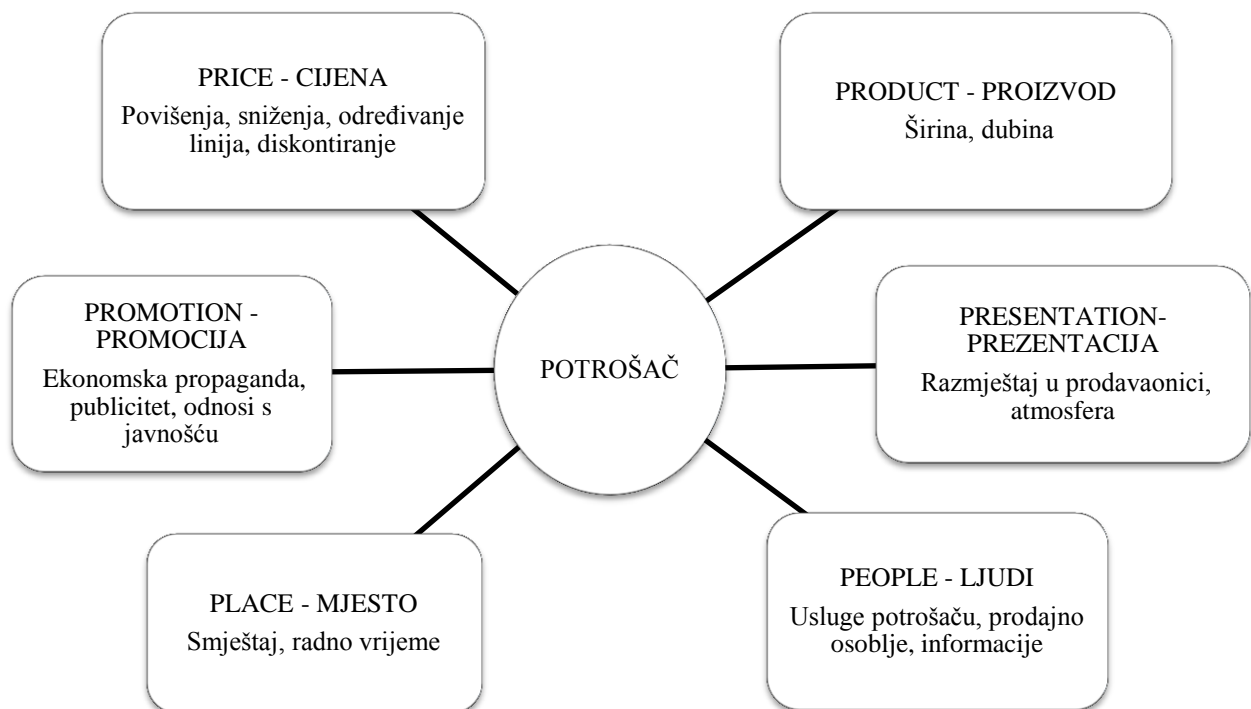 PRICE - CIJENA
Povišenja, sniženja, određivanje
linija, diskontiranje
PRODUCT - PROIZVOD
Širina, dubina
PROMOTION -
PROMOCIJA
Ekonomska propaganda,
publicitet, odnosi s
javnošću
POTROŠAČ
PRESENTATION-
PREZENTACIJA
Razmještaj u prodavaonici,
atmosfera
PLACE - MJESTO
Smještaj, radno vrijeme
PEOPLE - LJUDI
Usluge potrošaču, prodajno
osoblje, informacije